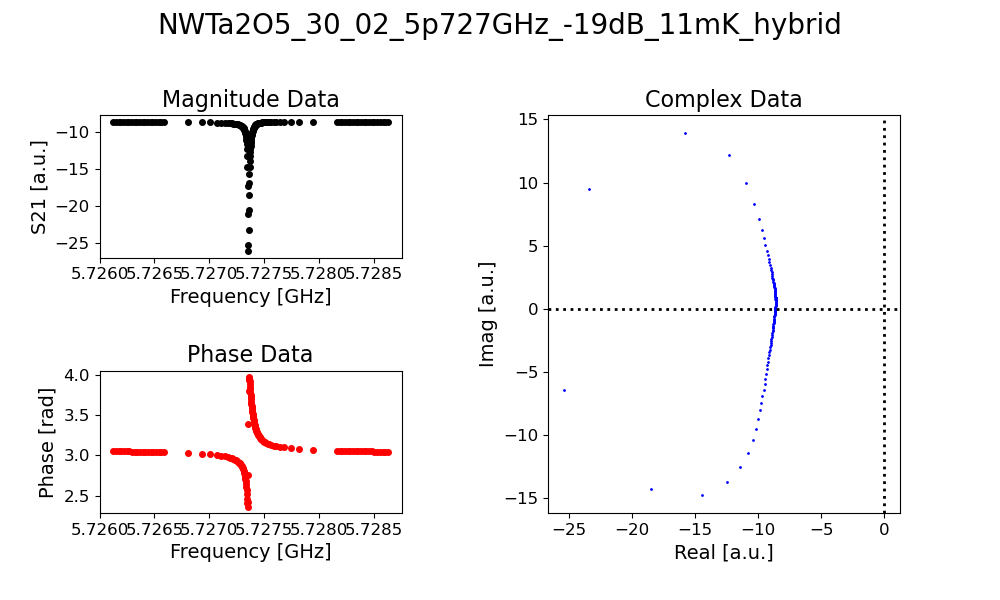 NWTa2O5_30_02_5p727GHz_-19dB_11mK_hybrid
Magnitude Data
S21 [a.u.]
−10
−15
−20
−25
5.7260 5.7265 5.7270 5.7275 5.7280 5.7285
Frequency [GHz]
Phase Data
Phase [rad]
4.0
3.5
3.0
2.5
5.7260 5.7265 5.7270 5.7275 5.7280 5.7285
Frequency [GHz]
Complex Data
Imag [a.u.]
15
10
5
0
−5
−10
−15
−25 −20 −15 −10 −5 0
Real [a.u.]